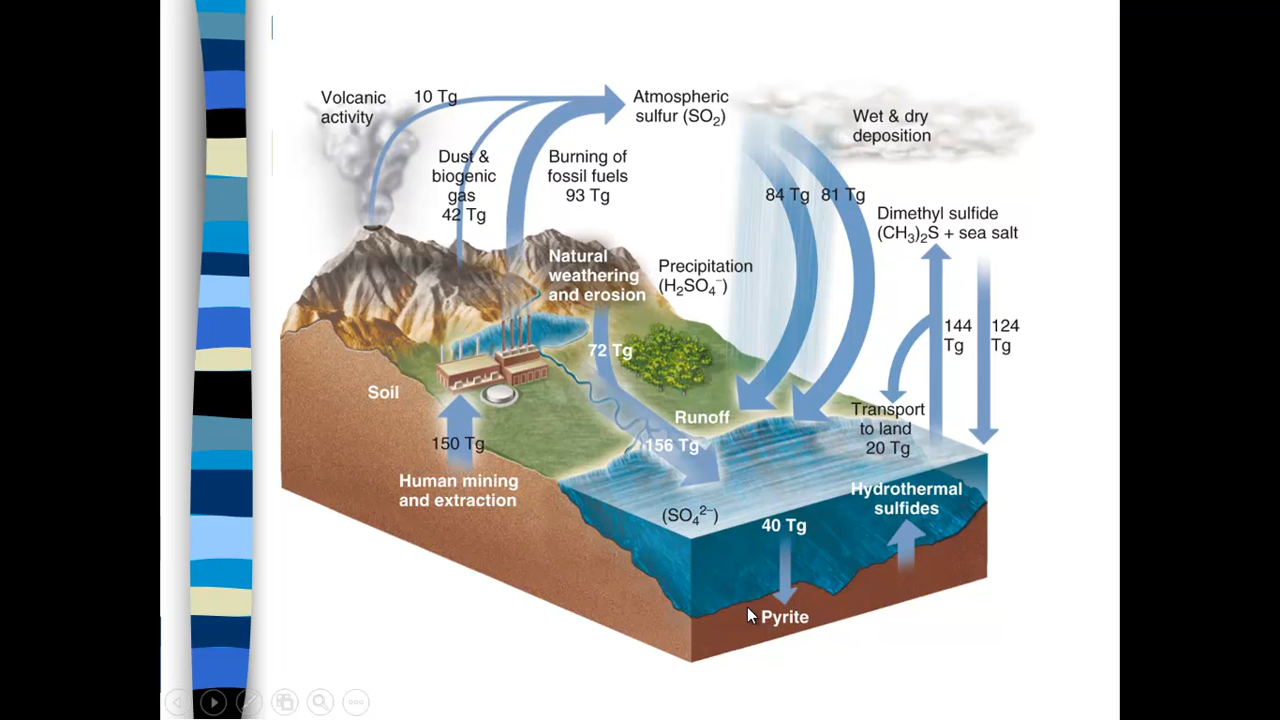 Volcanic
activity
10 Tg
Atmospheric
sulfur (SO₂)
Wet & dry
deposition
Dust &
biogenic
gas
42 Tg
Burning of
fossil fuels
93 Tg
84 Tg
81 Tg
Dimethyl sulfide
(CH₃)₂S + sea salt
Natural
weathering
and erosion
Precipitation
(H₂SO₄⁻)
144
Tg
124
Tg
72 Tg
Soil
Runoff
Transport
to land
20 Tg
150 Tg
156 Tg
Human mining
and extraction
Hydrothermal
sulfides
(SO₄²⁻)
40 Tg
Pyrite